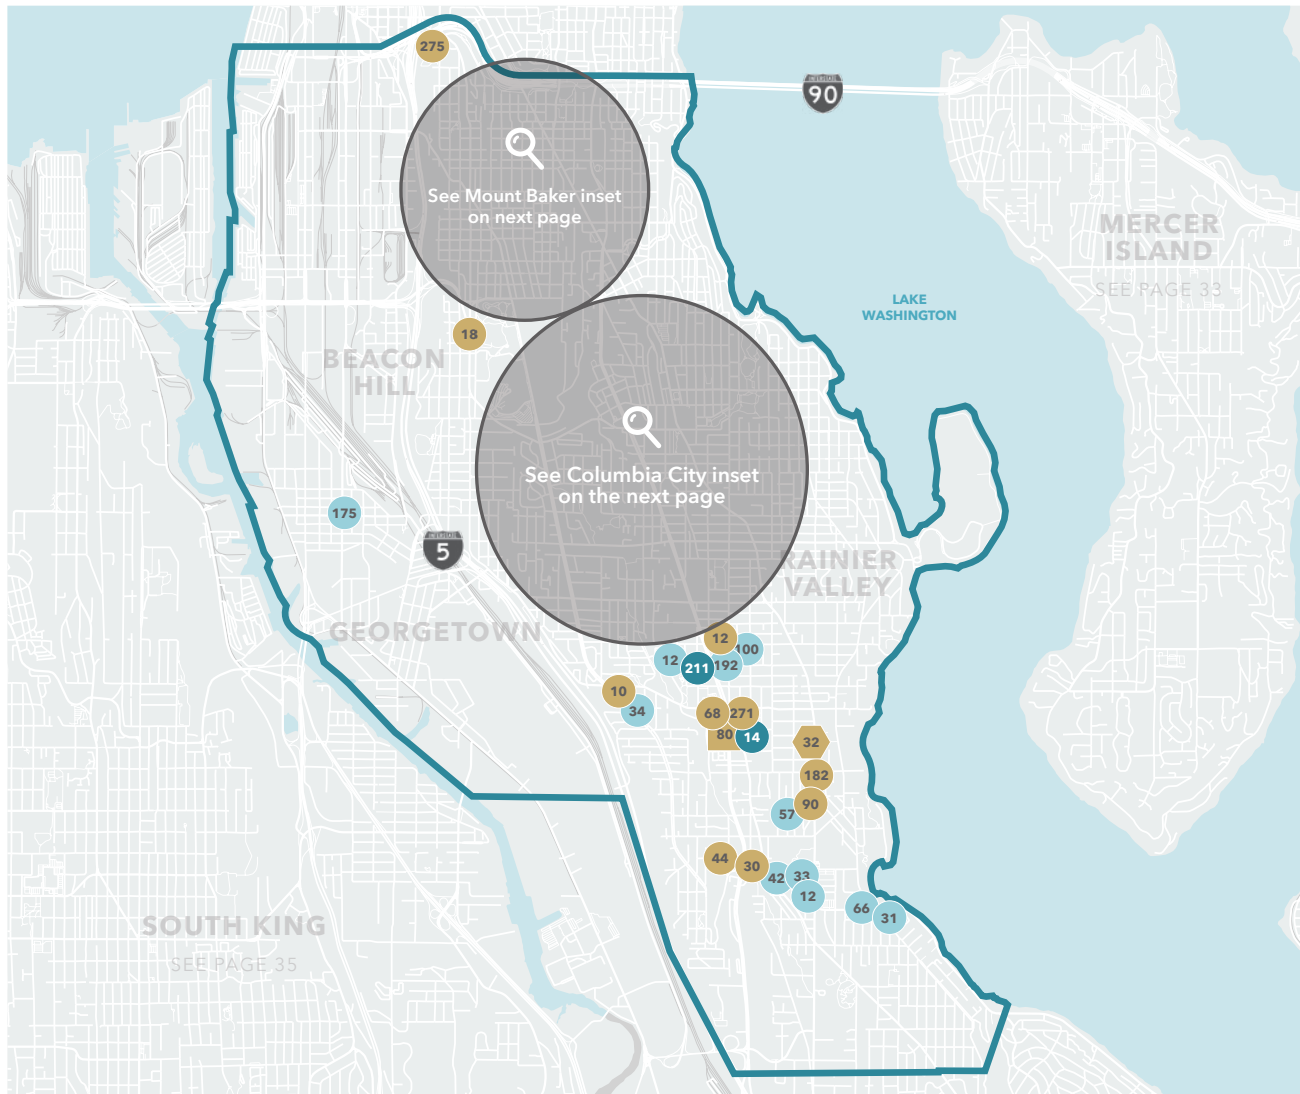 275
INTERSTATE
90
See Mount Baker inset
on next page
MERCER
ISLAND
SEE PAGE 33
LAKE
WASHINGTON
18
BEACON
HILL
See Columbia City inset
on the next page
175
INTERSTATE
5
RAINIER
VALLEY
GEORGETOWN
12
100
12
211
192
10
34
68
271
80
14
32
182
90
57
44
30
42
33
12
66
31
SOUTH KING
SEE PAGE 35